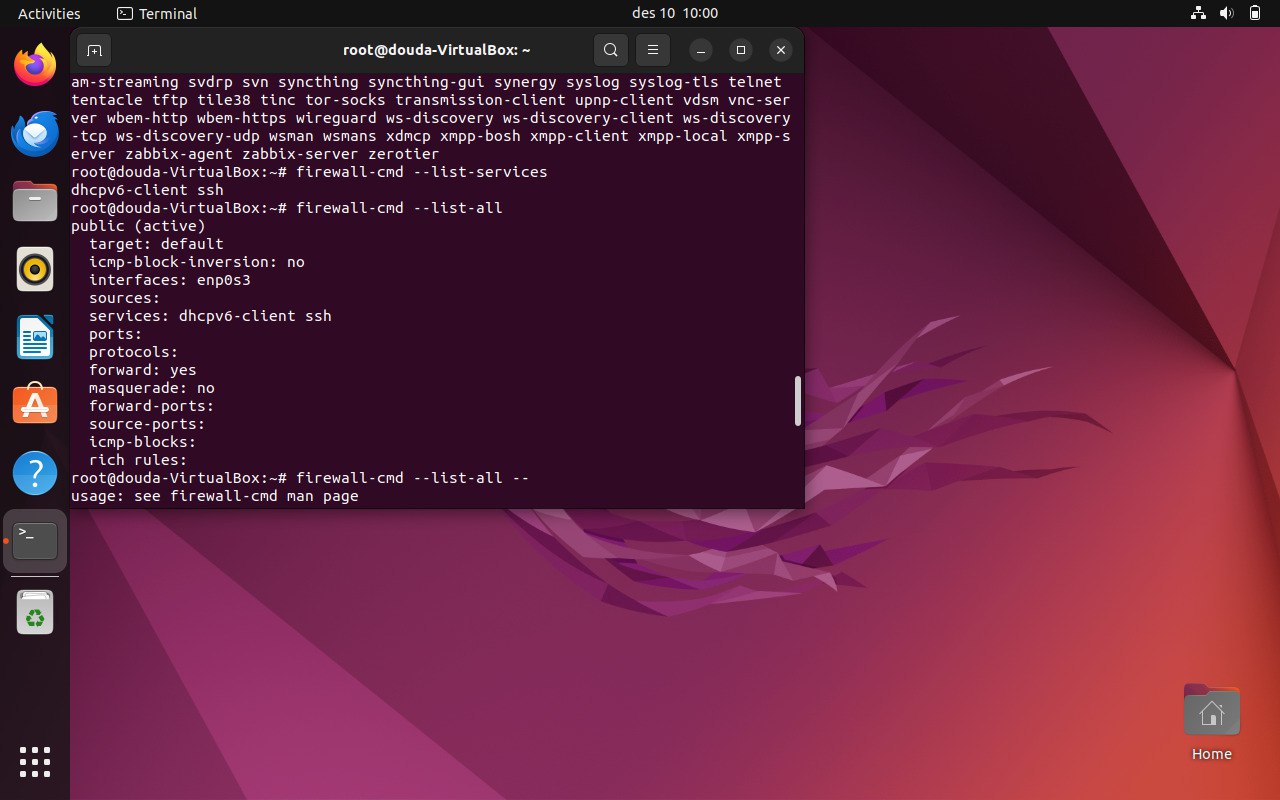 Activities
Terminal
des 10 10:00
root@douda-VirtualBox: ~
am-streaming svdrp svn syncthing syncthing-gui synergy syslog syslog-tls telnet
tentacle tftp tile38 tinc tor-socks transmission-client upnp-client vdsm vnc-ser
ver wbem-http wbem-https wireguard ws-discovery ws-discovery-client ws-discovery
-tcp ws-discovery-udp wsman wsmans xdmcp xmpp-bosh xmpp-client xmpp-local xmpp-s
erver zabbix-agent zabbix-server zerotier
root@douda-VirtualBox:~# firewall-cmd --list-services
dhcpv6-client ssh
root@douda-VirtualBox:~# firewall-cmd --list-all
public (active)
  target: default
  icmp-block-inversion: no
  interfaces: enp0s3
  sources:
  services: dhcpv6-client ssh
  ports:
  protocols:
  forward: yes
  masquerade: no
  forward-ports:
  source-ports:
  icmp-blocks:
  rich rules:
root@douda-VirtualBox:~# firewall-cmd --list-all --
usage: see firewall-cmd man page
Home